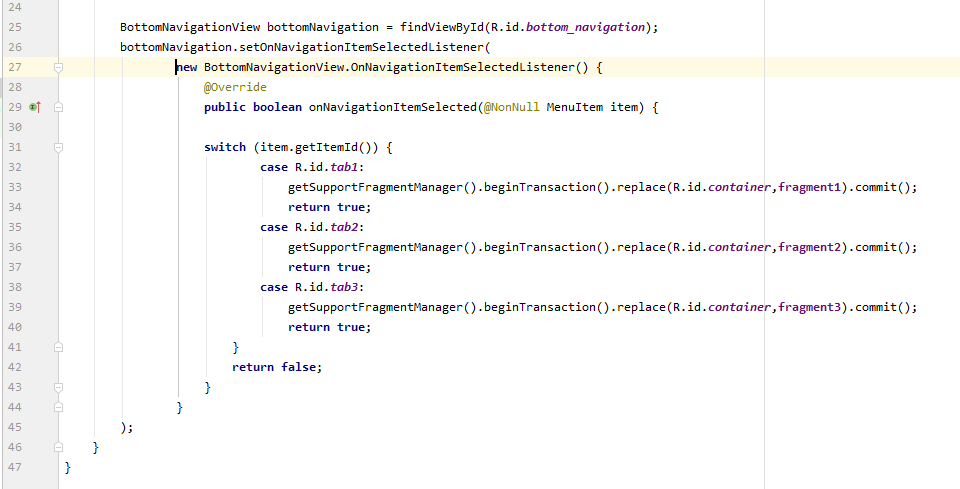 24
25 BottomNavigationView bottomNavigation = findViewById(R.id.bottom_navigation);
26 bottomNavigation.setOnNavigationItemSelectedListener(
27 new BottomNavigationView.OnNavigationItemSelectedListener() {
28 @Override
29 public boolean onNavigationItemSelected(@NonNull MenuItem item) {
30
31 switch (item.getItemId()) {
32 case R.id.tab1:
33 getSupportFragmentManager().beginTransaction().replace(R.id.container,fragment1).commit();
34 return true;
35 case R.id.tab2:
36 getSupportFragmentManager().beginTransaction().replace(R.id.container,fragment2).commit();
37 return true;
38 case R.id.tab3:
39 getSupportFragmentManager().beginTransaction().replace(R.id.container,fragment3).commit();
40 return true;
41 }
42 return false;
43 }
44 }
45 );
46 }
47 }